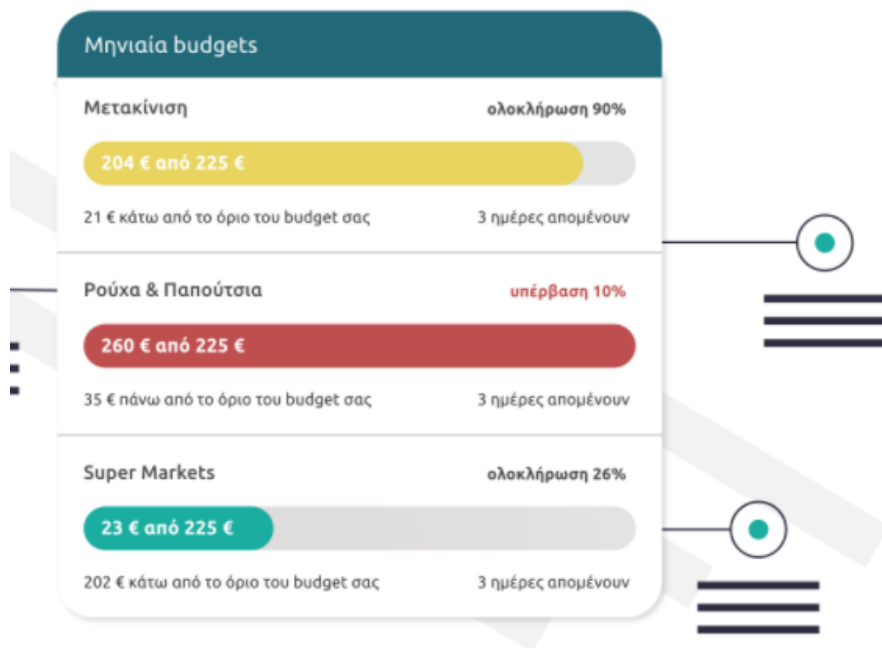 Μηνιαία budgets
Μετακίνιση ολοκλήρωση 90%
204 € από 225 €
21 € κάτω από το όριο του budget σας 3 ημέρες απομένουν
Ρούχα & Παπούτσια υπέρβαση 10%
260 € από 225 €
35 € πάνω από το όριο του budget σας 3 ημέρες απομένουν
Super Markets ολοκλήρωση 26%
23 € από 225 €
202 € κάτω από το όριο του budget σας 3 ημέρες απομένουν